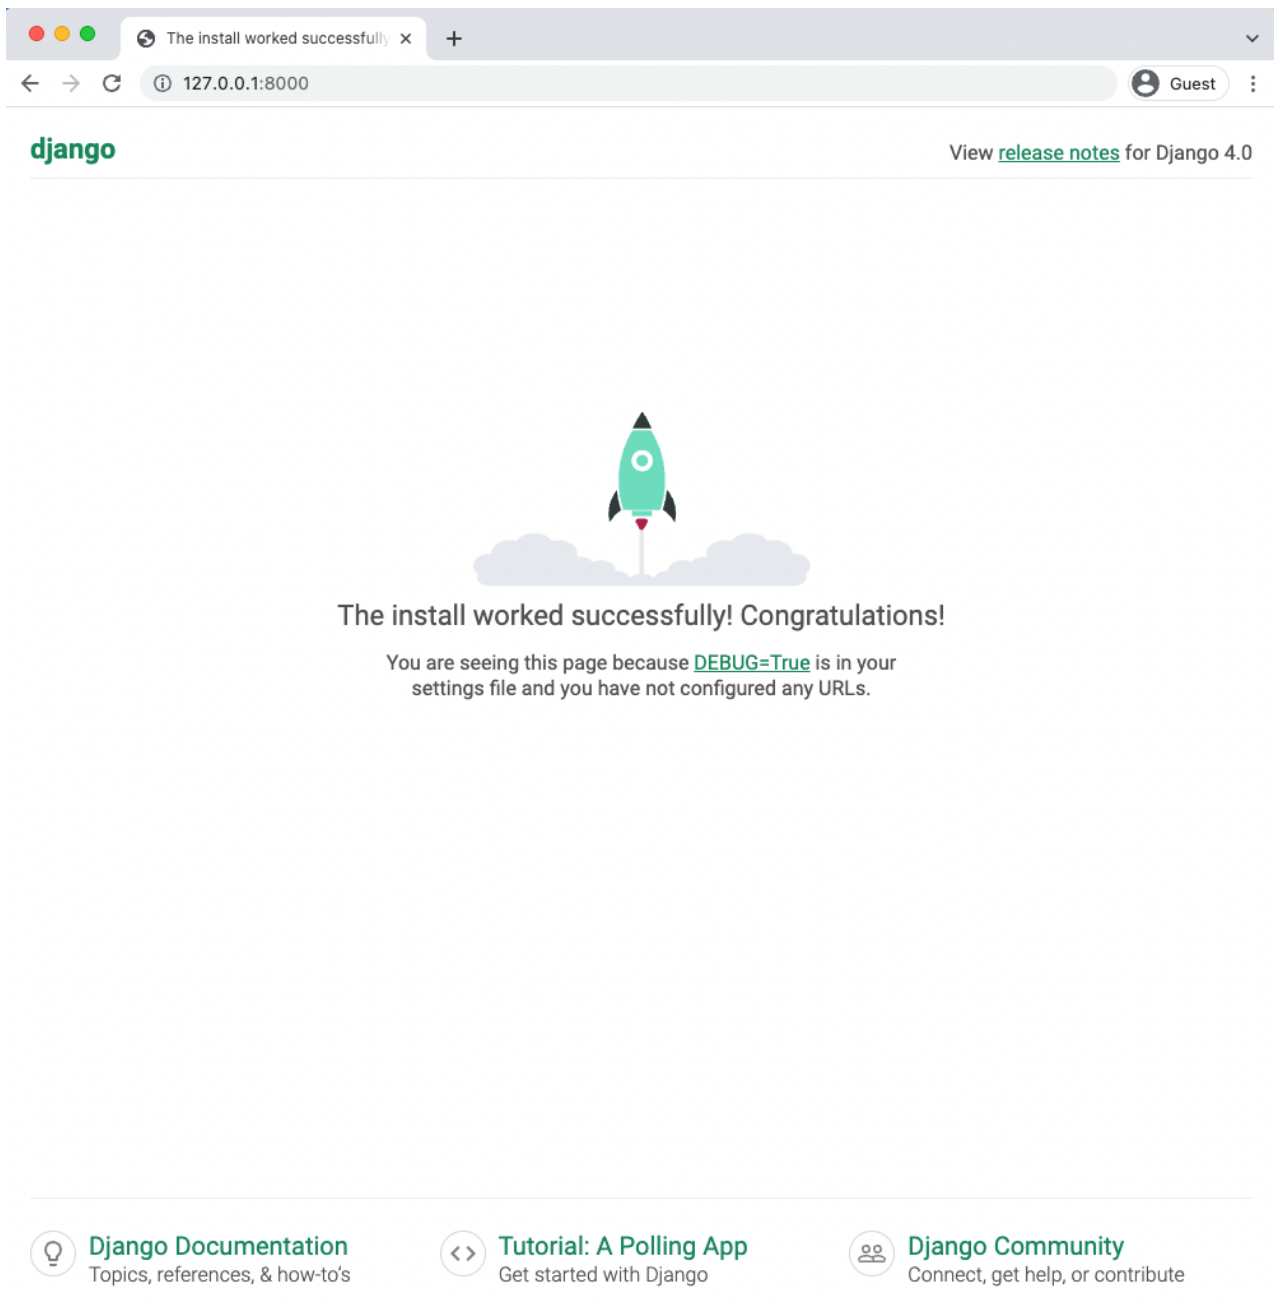 The install worked successfully
127.0.0.1:8000
Guest
django
View release notes for Django 4.0
The install worked successfully! Congratulations!
You are seeing this page because DEBUG=True is in your
settings file and you have not configured any URLs.
Django Documentation
Topics, references, & how-to's
Tutorial: A Polling App
Get started with Django
Django Community
Connect, get help, or contribute